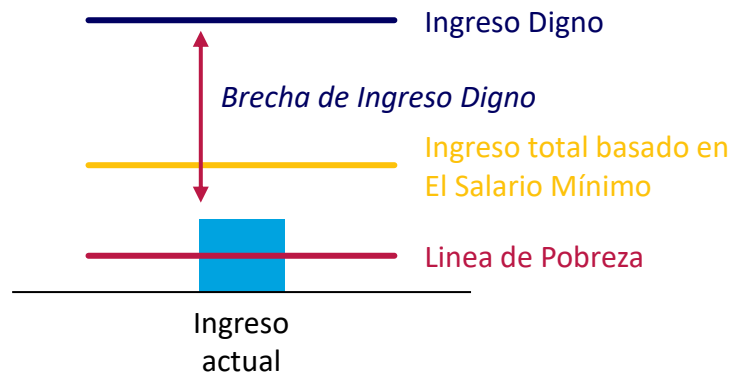 Ingreso Digno
Brecha de Ingreso Digno
Ingreso total basado en
El Salario Mínimo
Linea de Pobreza
Ingreso
actual